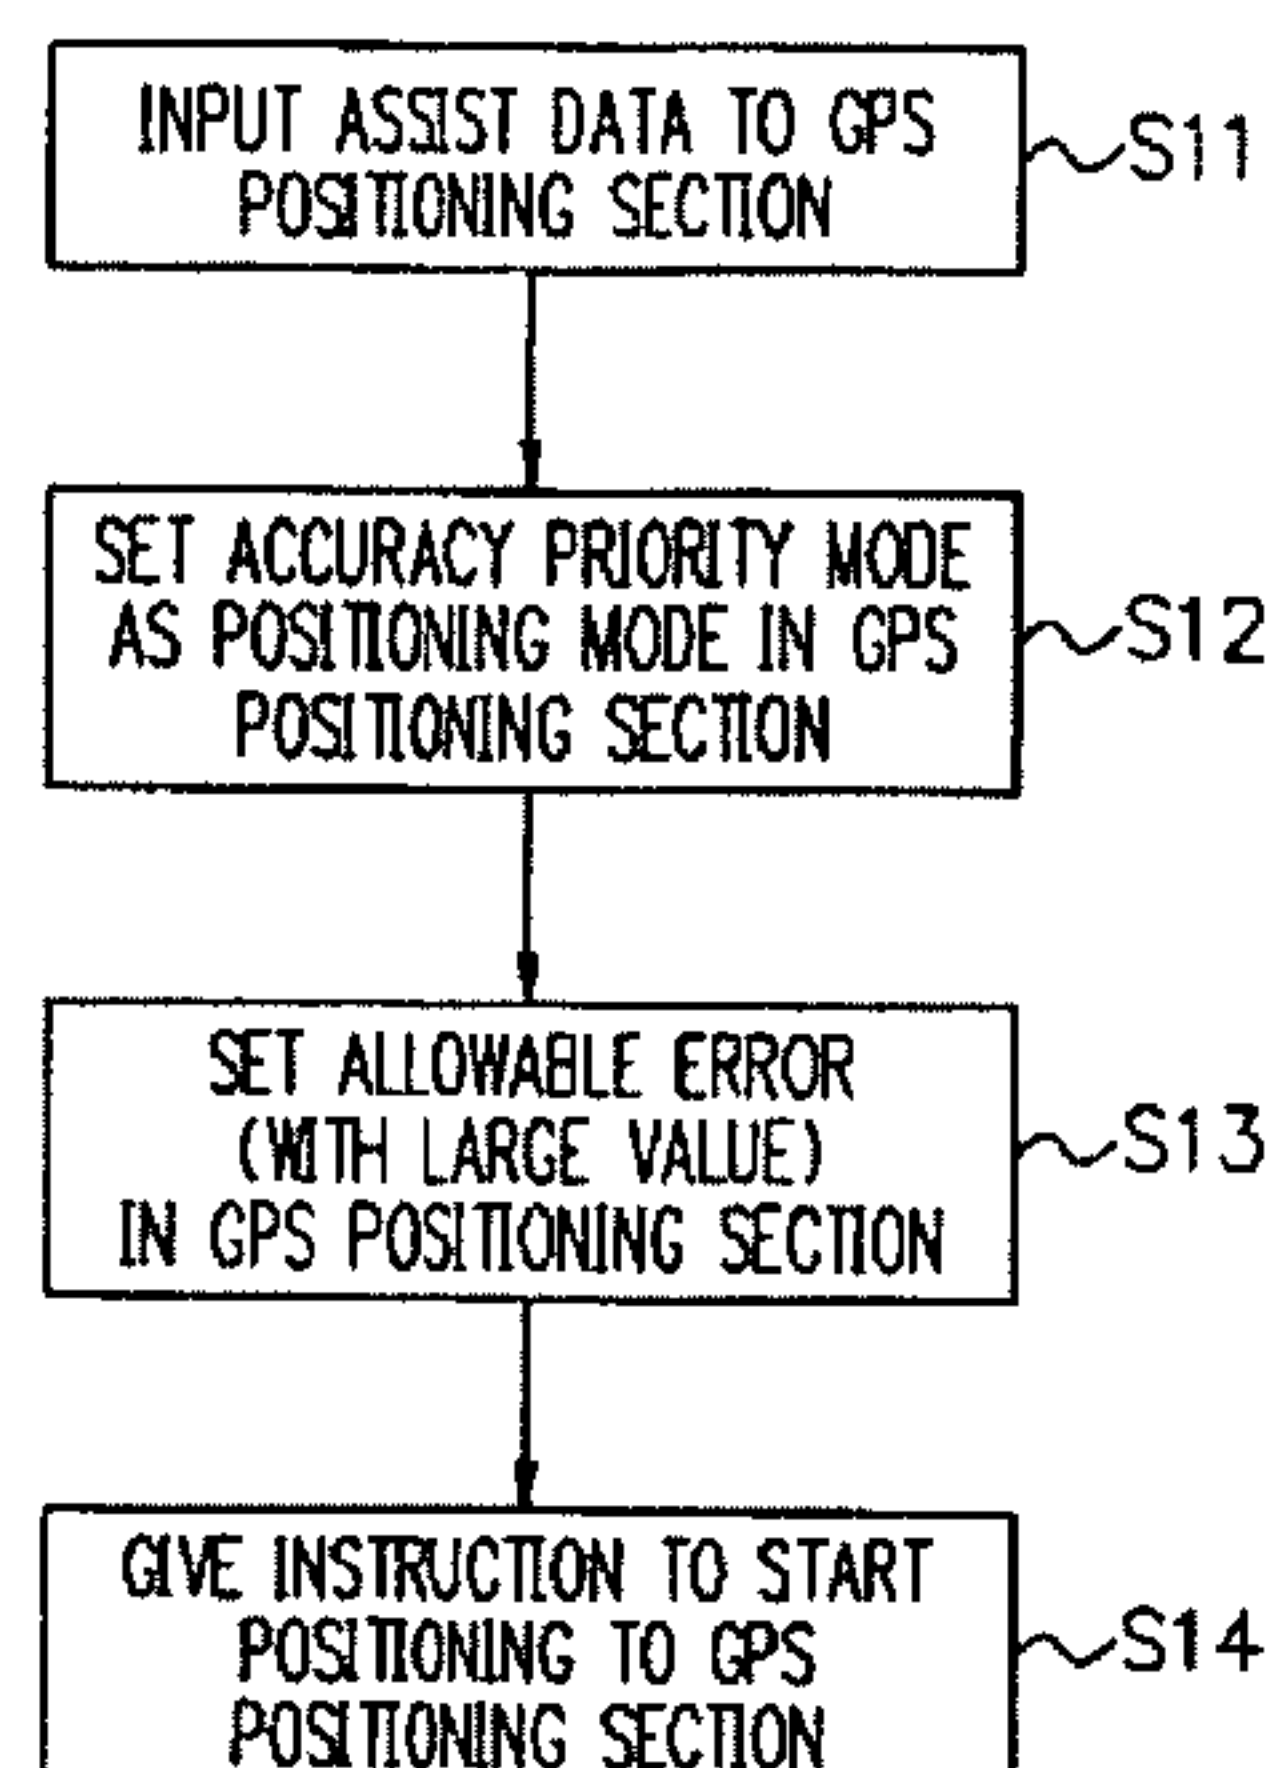 INPUT ASSIST DATA TO GPS
POSITIONING SECTION
S11
SET ACCURACY PRIORITY MODE
AS POSITIONING MODE IN GPS
POSITIONING SECTION
S12
SET ALLOWABLE ERROR
(WITH LARGE VALUE)
IN GPS POSITIONING SECTION
S13
GIVE INSTRUCTION TO START
POSITIONING TO GPS
POSITIONING SECTION
S14